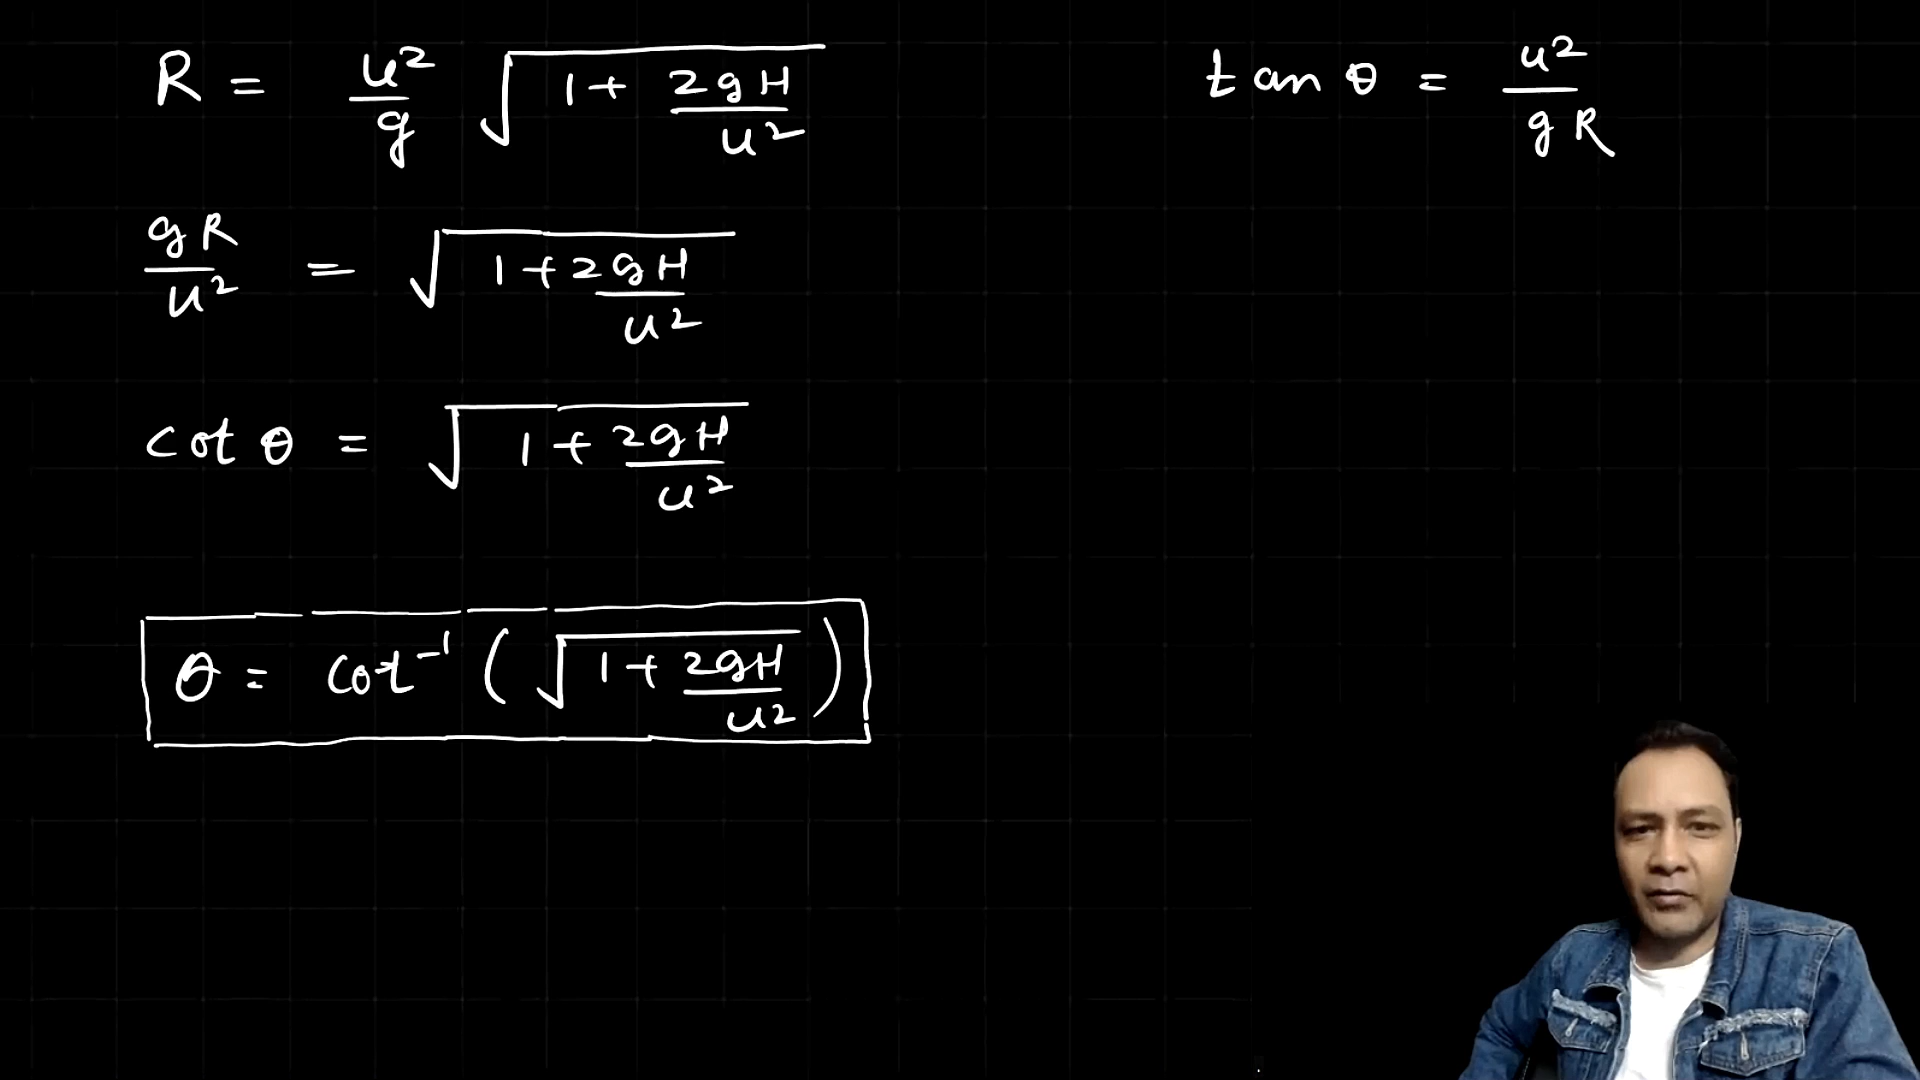 R = u²/g √(1 + 2gH/u²)
tan θ = u²/gR
gR/u² = √(1 + 2gH/u²)
cot θ = √(1 + 2gH/u²)
θ = cot⁻¹(√(1 + 2gH/u²))